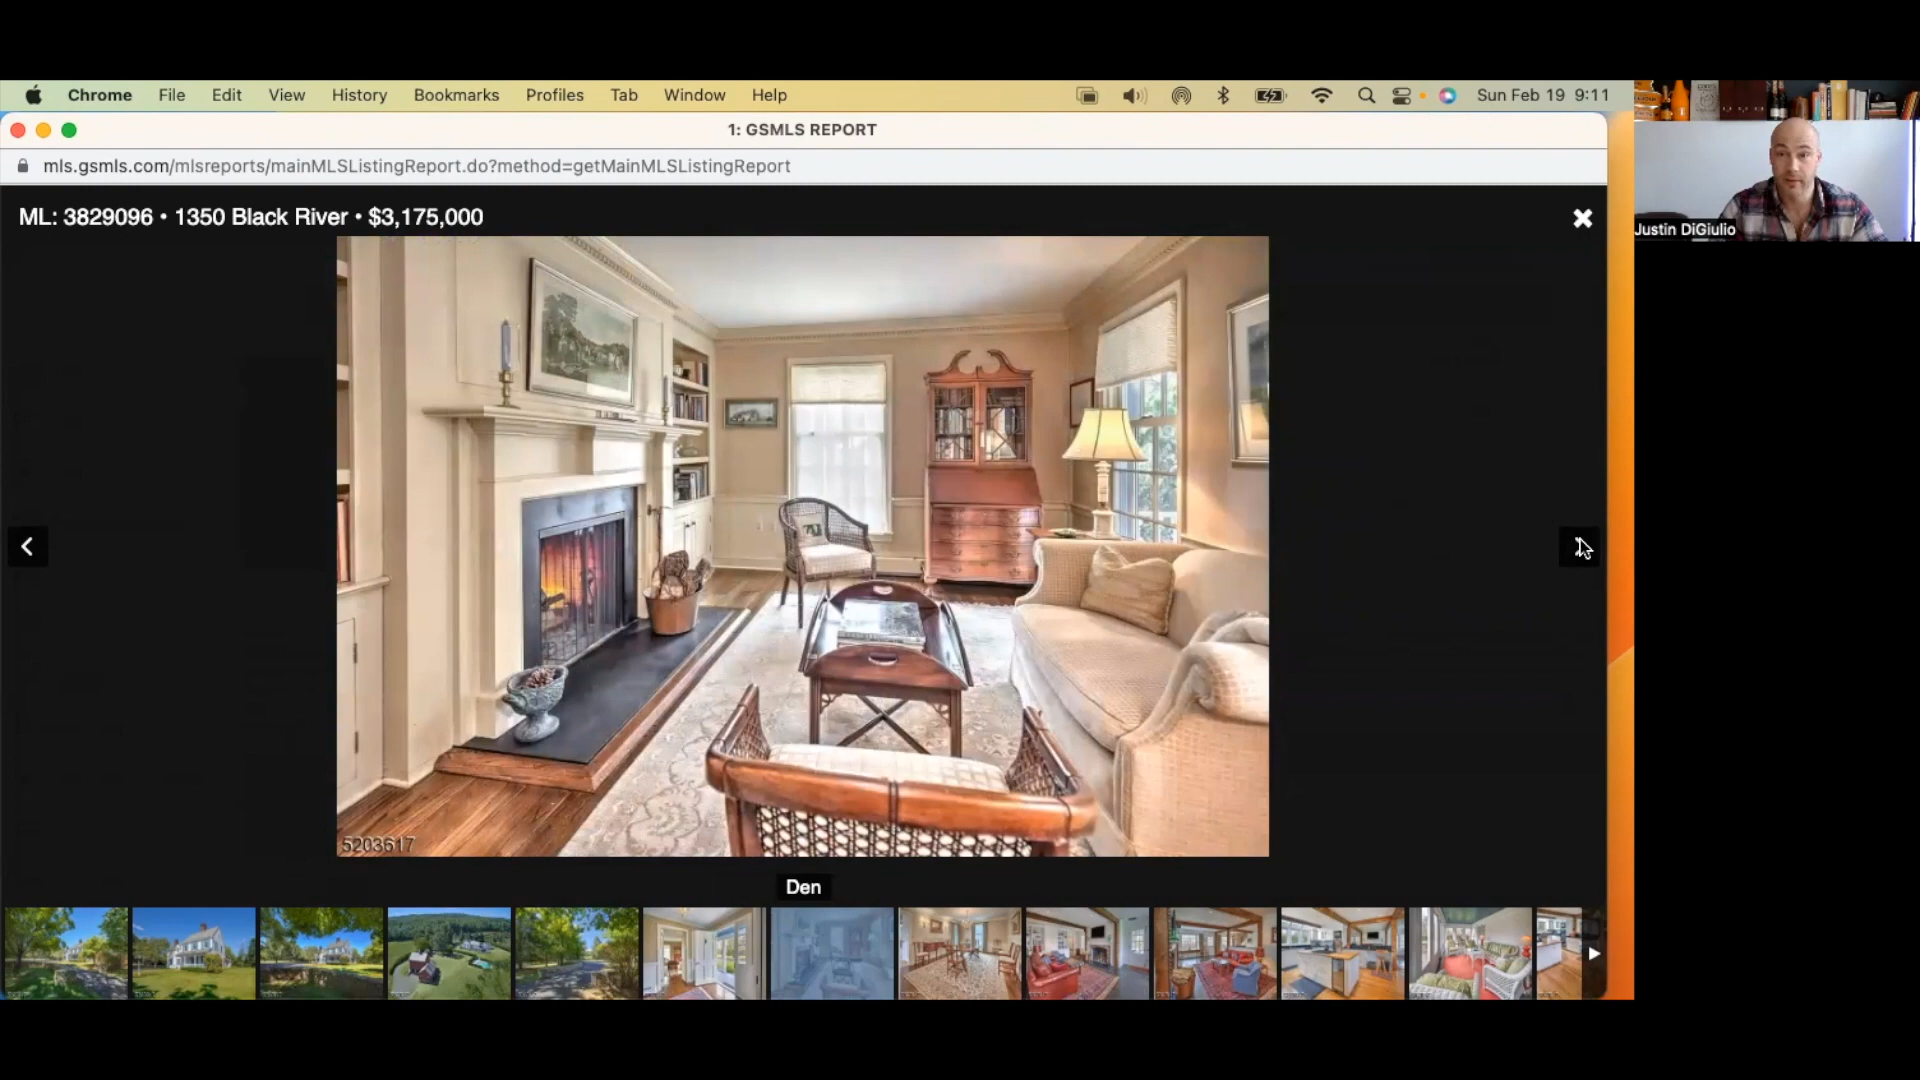 Chrome File Edit View History Bookmarks Profiles Tab Window Help Sun Feb 19 9:11
1: GSMLS REPORT
mls.gsmls.com/mlsreports/mainMLSListingReport.do?method=getMainMLSListingReport
ML: 3829096 • 1350 Black River • $3,175,000
Justin DiGiulio
5203617
Den